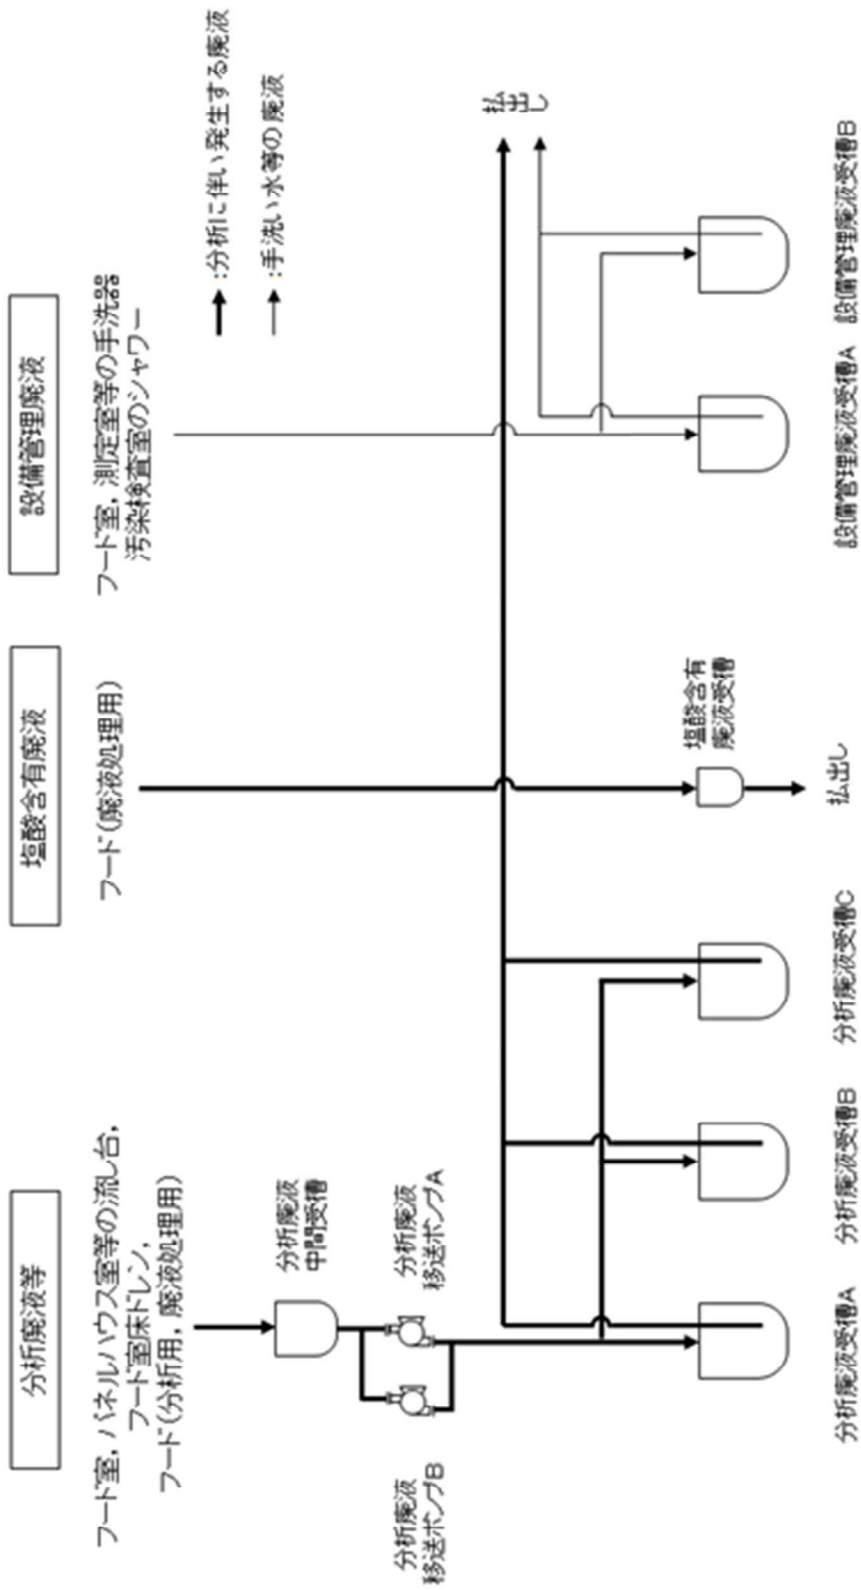 分析廃液等
塩酸含有廃液
設備管理廃液
フード室，パネルハウス室等の流し台，
フード室床ドレン，
フード（分析用，廃液処理用）
フード（廃液処理用）
フード室，測定室等の手洗器
汚染検査室のシャワー
:分析に伴い発生する廃液
:手洗い水等の廃液
分析廃液
中間受槽
分析廃液
移送ポンプB
分析廃液
移送ポンプA
払出し
塩酸含有
廃液受槽
払出し
分析廃液受槽A
分析廃液受槽B
分析廃液受槽C
設備管理廃液受槽A
設備管理廃液受槽B